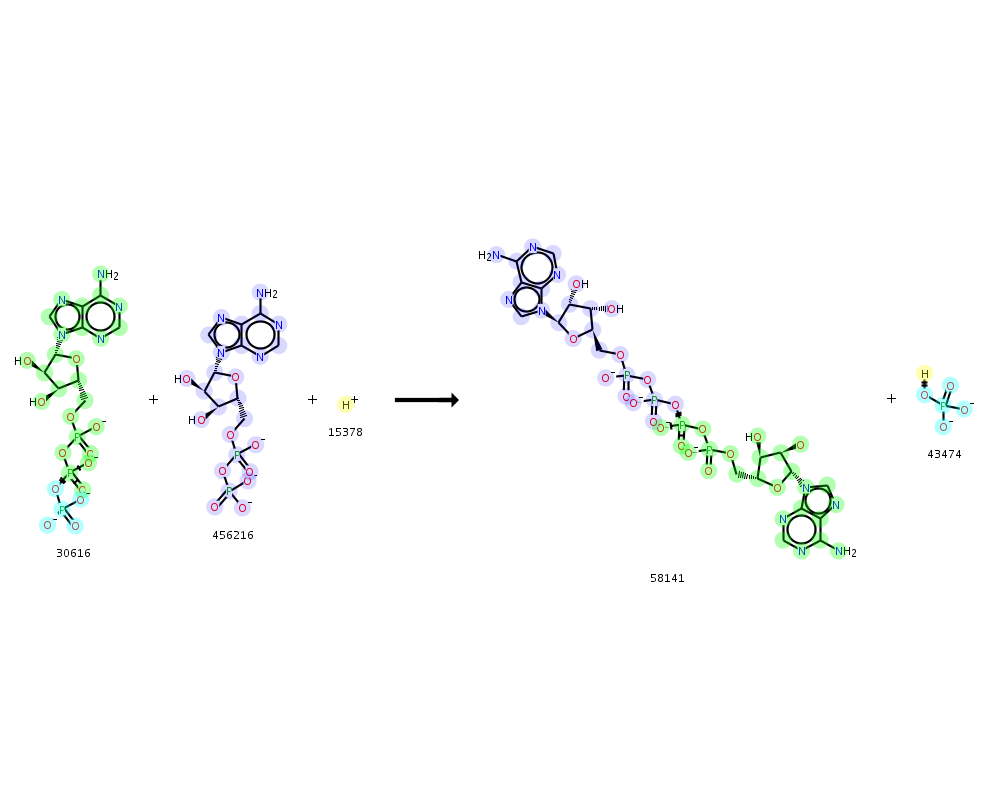 NH2
N
N
N
N
HO
O
HO
O
O-
P
O
O
O-
P
O
O
O-
P
O-
O
30616
+
NH2
N
N
N
N
HO
O
HO
O
O-
P
O
O
O-
P
O
O-
456216
+
H+
15378
H2N
N
N
N
N
OH
OH
O
O
O-
P
O
O
O-
P
O
O
O-
P
O
O
O-
P
O
O
HO
O
O
N
N
N
N
NH2
58141
+
H
O
O
P
O-
O-
43474